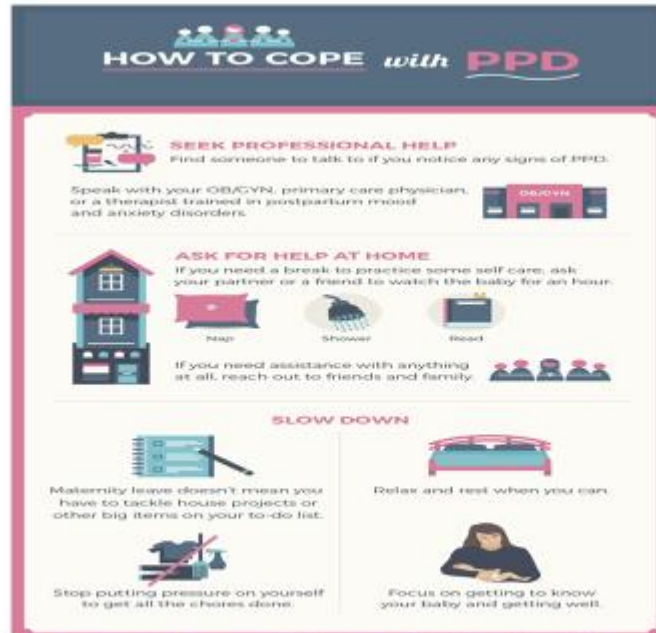 HOW TO COPE with PPD
SEEK PROFESSIONAL HELP
Find someone to talk to if you notice any signs of PPD.
Speak with your OB/GYN, primary care physician,
or a therapist trained in postpartum mood
and anxiety disorders.
OB/GYN
ASK FOR HELP AT HOME
If you need a break to practice some self care, ask
your partner or a friend to watch the baby for an hour.
Nap
Shower
Read
If you need assistance with anything
at all, reach out to friends and family.
SLOW DOWN
Maternity leave doesn't mean you
have to tackle house projects or
other big items on your to-do list.
Relax and rest when you can.
Stop putting pressure on yourself
to get all the chores done.
Focus on getting to know
your baby and getting well.